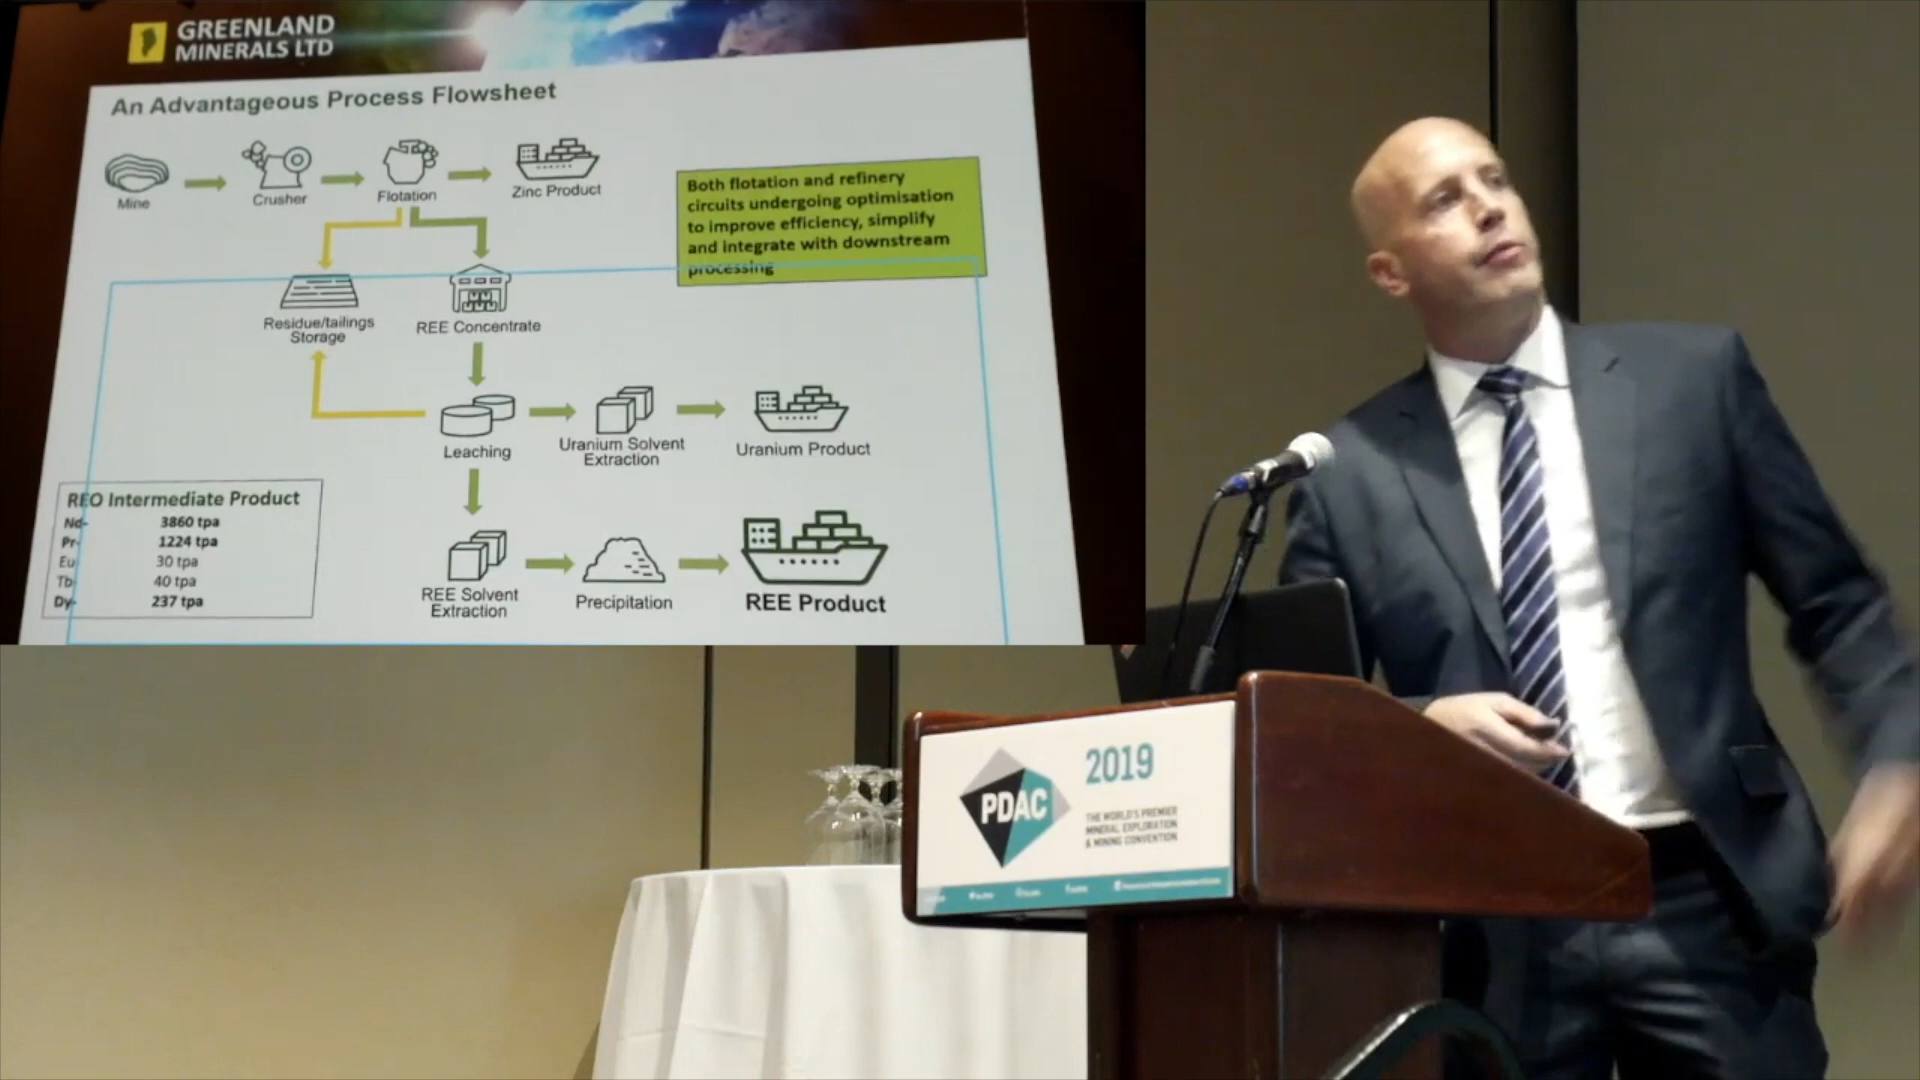 GREENLAND
MINERALS LTD
An Advantageous Process Flowsheet
Mine
Crusher
Flotation
Zinc Product
Both flotation and refinery
circuits undergoing optimisation
to improve efficiency, simplify
and integrate with downstream
processing
Residue/tailings
Storage
REE Concentrate
Leaching
Uranium Solvent
Extraction
Uranium Product
REO Intermediate Product
Nd- 3860 tpa
Pr- 1224 tpa
Eu- 30 tpa
Tb- 40 tpa
Dy- 237 tpa
REE Solvent
Extraction
Precipitation
REE Product
PDAC
2019
THE WORLD'S PREMIER
MINERAL EXPLORATION
& MINING CONVENTION